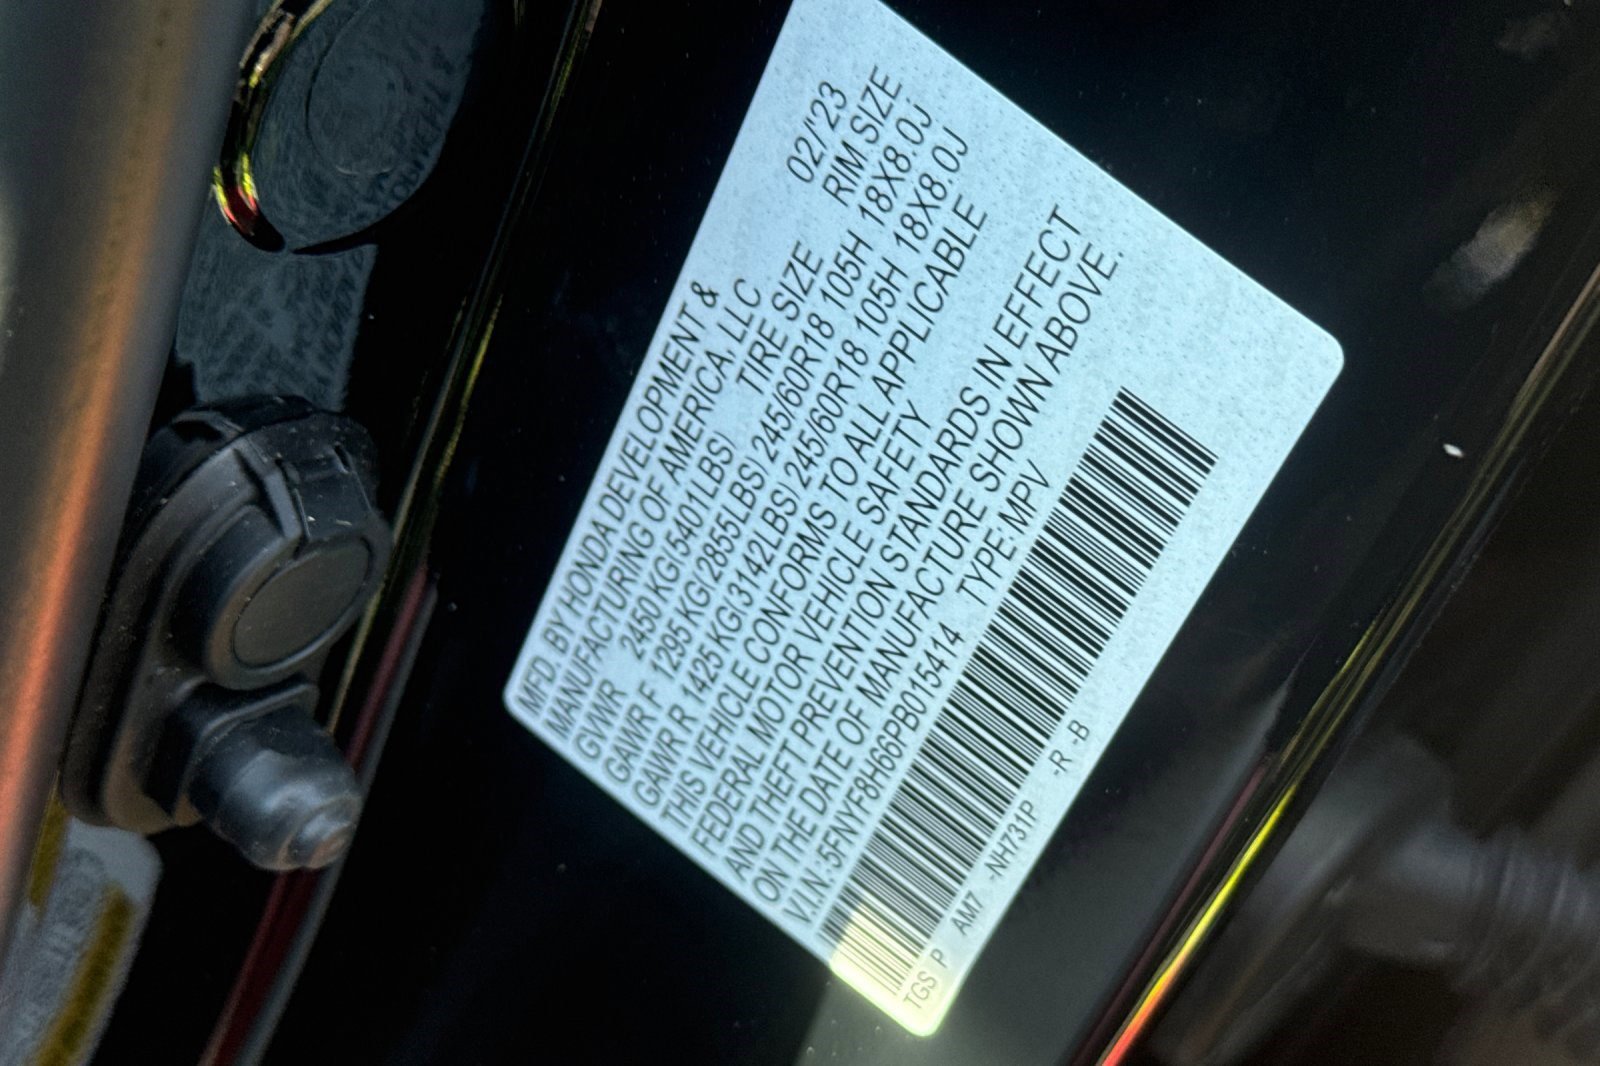 MFD. BY HONDA DEVELOPMENT &
MANUFACTURING OF AMERICA, LLC 02/'23
GVWR 2450 KG(5401LBS) TIRE SIZE RIM SIZE
GAWR F 1295 KG(2855LBS) 245/60R18 105H 18X8.0J
GAWR R 1425 KG(3142LBS) 245/60R18 105H 18X8.0J
THIS VEHICLE CONFORMS TO ALL APPLICABLE
FEDERAL MOTOR VEHICLE SAFETY
AND THEFT PREVENTION STANDARDS IN EFFECT
ON THE DATE OF MANUFACTURE SHOWN ABOVE.
V.I.N.:5FNYF8H66PB015414 TYPE:MPV
TGS P AM7 -NH731P -R -B